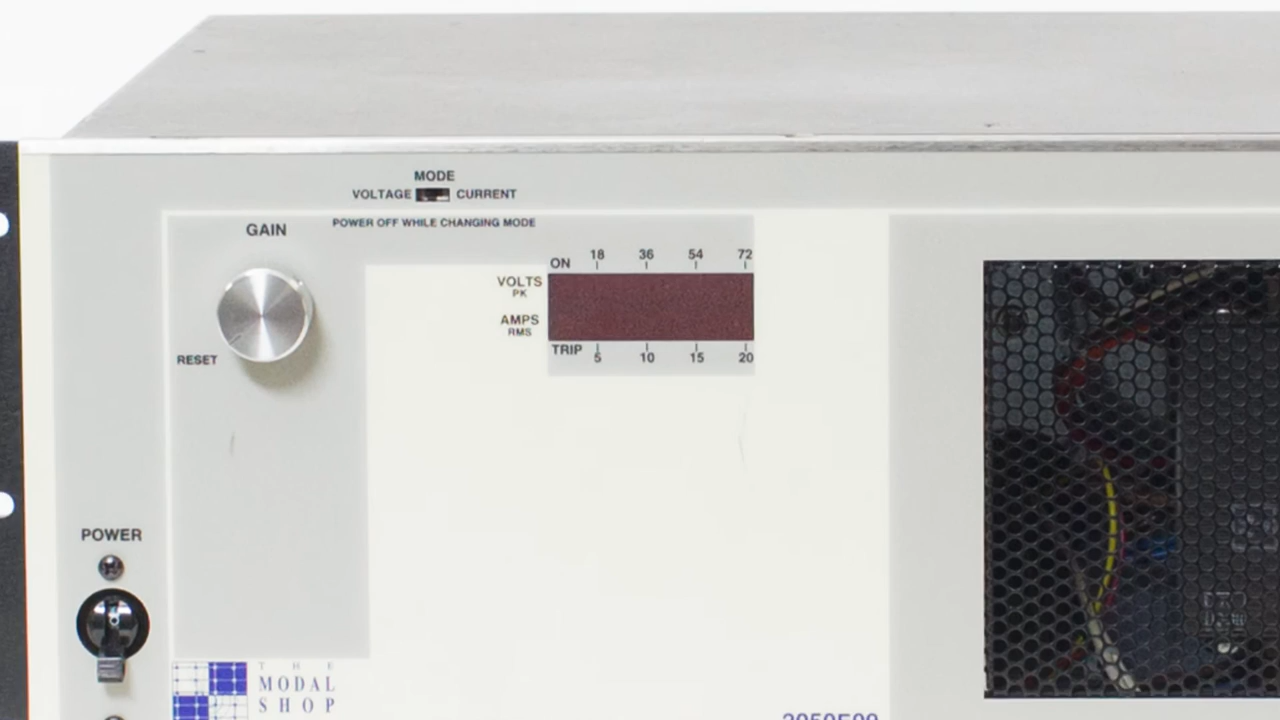 MODE
VOLTAGE CURRENT
POWER OFF WHILE CHANGING MODE
GAIN
RESET
ON 18 36 54 72
VOLTS
PK
AMPS
RMS
TRIP 5 10 15 20
POWER
THE
MODAL
SHOP